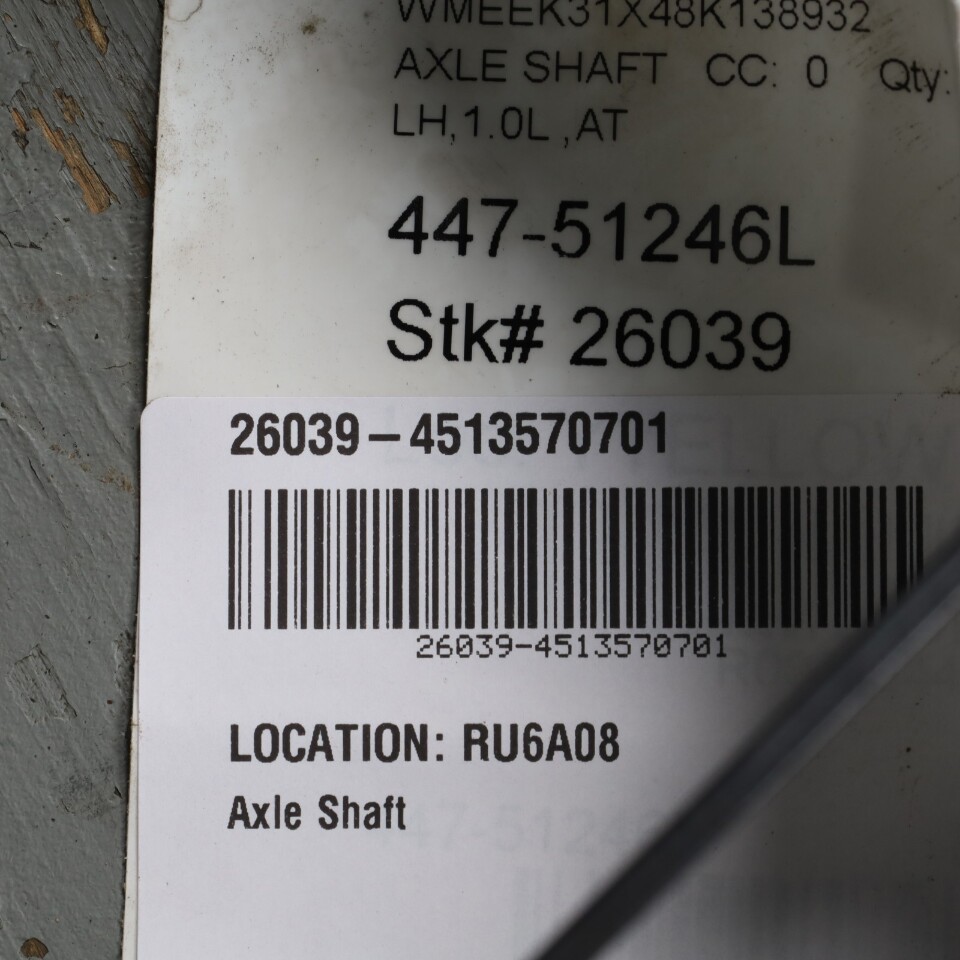 WMEEK31X48K138932
AXLE SHAFT CC: 0 Qty:
LH,1.0L ,AT
447-51246L
Stk# 26039
26039-4513570701
26039-4513570701
LOCATION: RU6A08
Axle Shaft